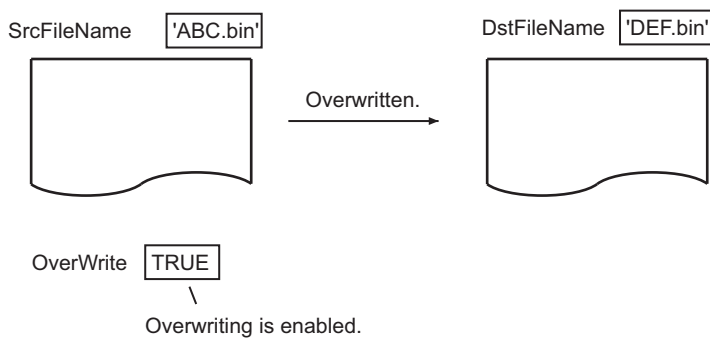 SrcFileName 'ABC.bin'
DstFileName 'DEF.bin'
Overwritten.
OverWrite TRUE
Overwriting is enabled.